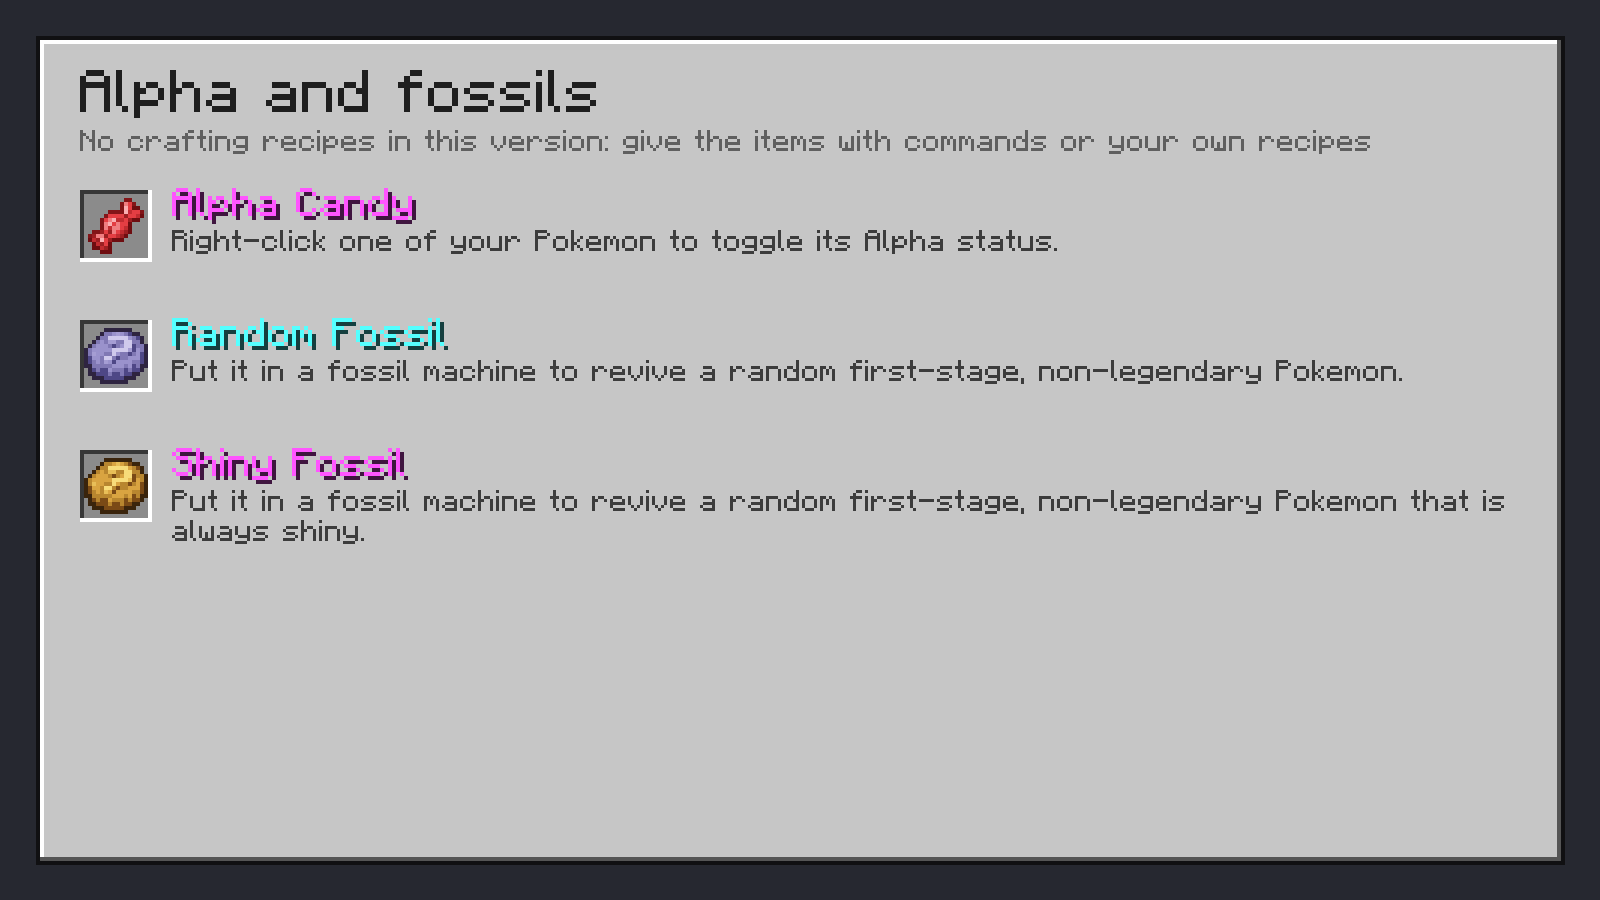 Alpha and fossils
No crafting recipes in this version: give the items with commands or your own recipes
Alpha Candy
Right-click one of your Pokemon to toggle its Alpha status.
Random Fossil
Put it in a fossil machine to revive a random first-stage, non-legendary Pokemon.
Shiny Fossil
Put it in a fossil machine to revive a random first-stage, non-legendary Pokemon that is
always shiny.